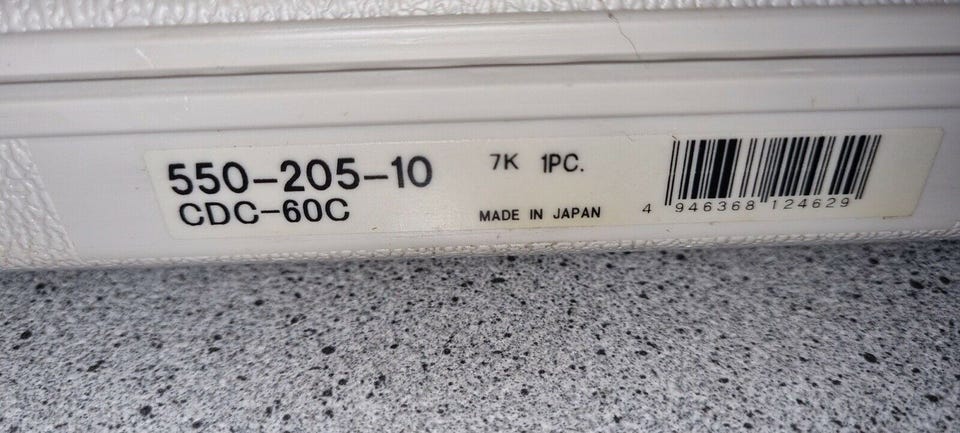 550-205-10 7K 1PC.
CDC-60C MADE IN JAPAN
4 946368 124629